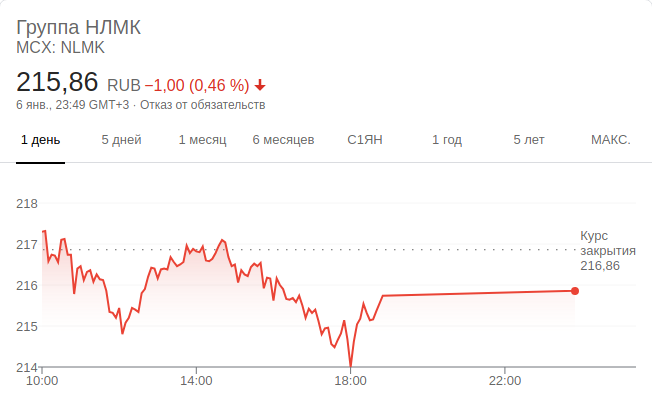 Группа НЛМК
MCX: NLMK
215,86 RUB −1,00 (0,46 %)
6 янв., 23:49 GMT+3 · Отказ от обязательств
1 день 5 дней 1 месяц 6 месяцев С1ЯН 1 год 5 лет МАКС.
218
217
216
215
214
Курс
закрытия
216,86
10:00 14:00 18:00 22:00